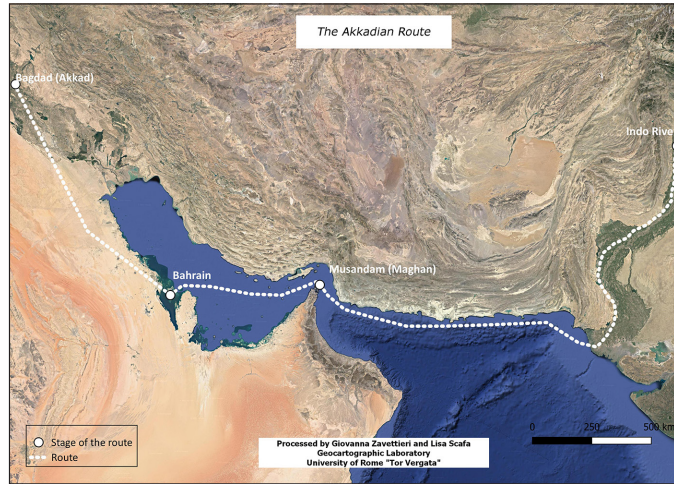 The Akkadian Route
Bagdad (Akkad)
Indo Rive
Bahrain
Musandam (Maghan)
Stage of the route
Route
Processed by Giovanna Zavettieri and Lisa Scafa
Geocartographic Laboratory
University of Rome "Tor Vergata"
0 250 500 km